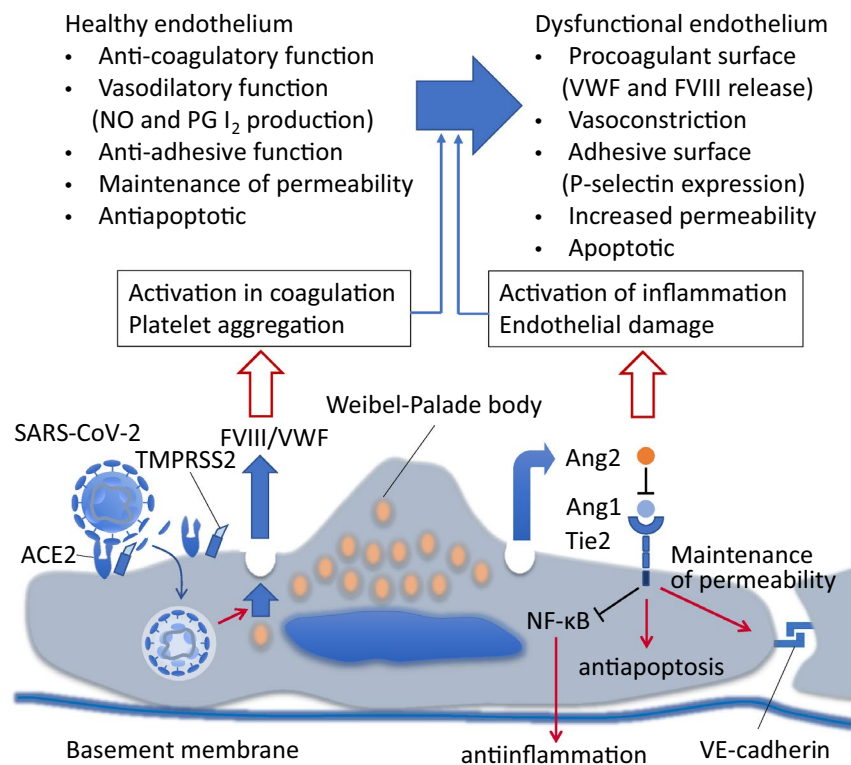 Healthy endothelium
• Anti-coagulatory function
• Vasodilatory function
(NO and PG I₂ production)
• Anti-adhesive function
• Maintenance of permeability
• Antiapoptotic
Dysfunctional endothelium
• Procoagulant surface
(VWF and FVIII release)
• Vasoconstriction
• Adhesive surface
(P-selectin expression)
• Increased permeability
• Apoptotic
Activation in coagulation
Platelet aggregation
Activation of inflammation
Endothelial damage
Weibel-Palade body
SARS-CoV-2
FVIII/VWF
TMPRSS2
ACE2
Ang2
Ang1
Tie2
Maintenance
of permeability
NF-κB
antiapoptosis
Basement membrane
antiinflammation
VE-cadherin